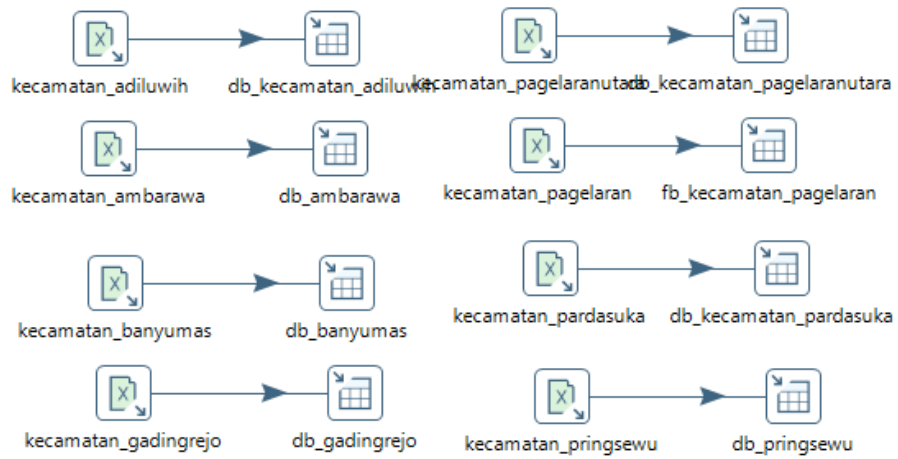 kecamatan_adiluwih
db_kecamatan_adiluwih
kecamatan_pagelaranutara
db_kecamatan_pagelaranutara
kecamatan_ambarawa
db_ambarawa
kecamatan_pagelaran
fb_kecamatan_pagelaran
kecamatan_banyumas
db_banyumas
kecamatan_pardasuka
db_kecamatan_pardasuka
kecamatan_gadingrejo
db_gadingrejo
kecamatan_pringsewu
db_pringsewu